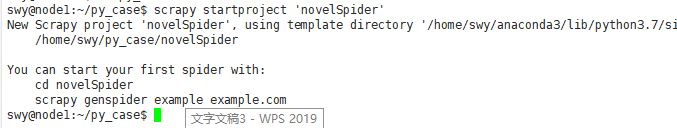 swy@node1:~/py_case$ scrapy startproject 'novelSpider'
New Scrapy project 'novelSpider', using template directory '/home/swy/anaconda3/lib/python3.7/si
/home/swy/py_case/novelSpider
You can start your first spider with:
cd novelSpider
scrapy genspider example example.com
swy@node1:~/py_case$
文字文稿3 - WPS 2019